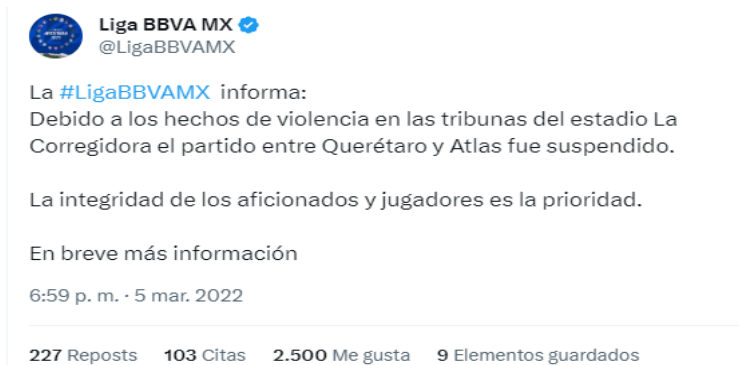 Liga BBVA MX
@LigaBBVAMX
La #LigaBBVAMX informa:
Debido a los hechos de violencia en las tribunas del estadio La
Corregidora el partido entre Querétaro y Atlas fue suspendido.
La integridad de los aficionados y jugadores es la prioridad.
En breve más información
6:59 p. m. · 5 mar. 2022
227 Reposts 103 Citas 2.500 Me gusta 9 Elementos guardados